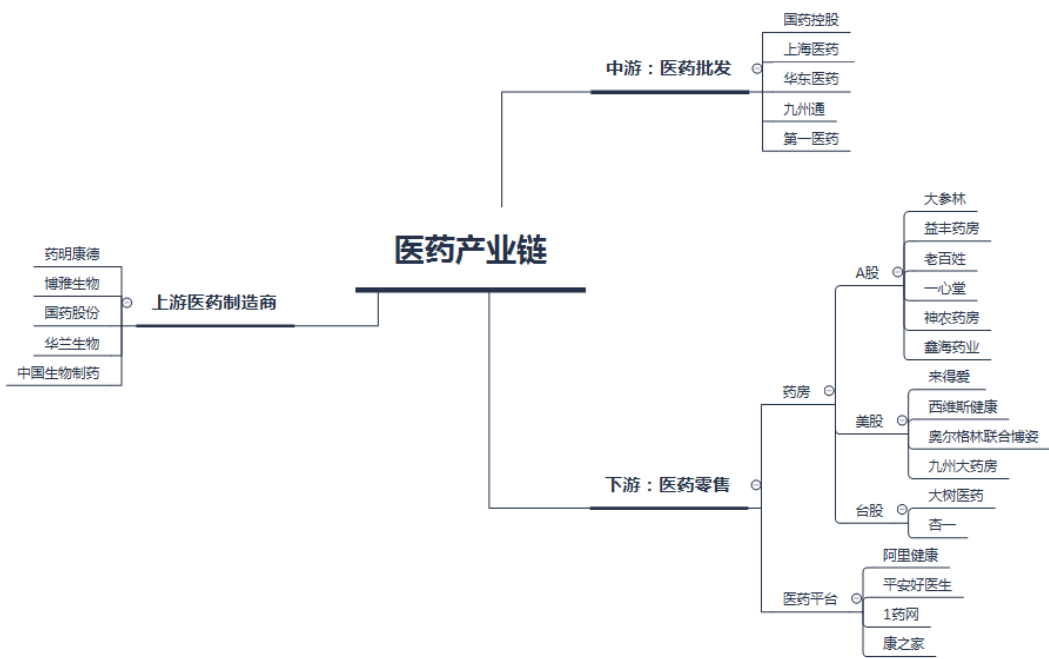 医药产业链
上游医药制造商
药明康德
博雅生物
国药股份
华兰生物
中国生物制药
中游：医药批发
国药控股
上海医药
华东医药
九州通
第一医药
下游：医药零售
药房
A股
大参林
益丰药房
老百姓
一心堂
神农药房
鑫海药业
美股
来得爱
西维斯健康
奥尔格林联合博姿
九州大药房
台股
大树医药
杏一
医药平台
阿里健康
平安好医生
1药网
康之家